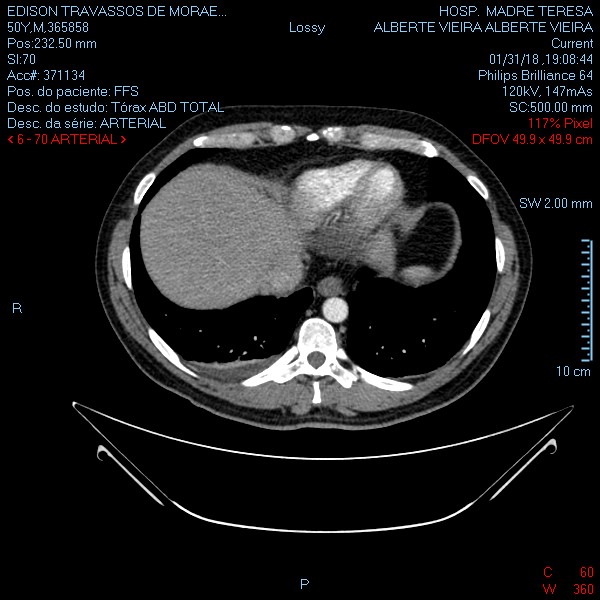 EDISON TRAVASSOS DE MORAE...
50Y,M,365858
Pos:232.50 mm
Sl:70
Acc#: 371134
Pos. do paciente: FFS
Desc. do estudo: Tórax ABD TOTAL
Desc. da série: ARTERIAL
< 6 - 70 ARTERIAL >
Lossy
HOSP. MADRE TERESA
ALBERTE VIEIRA ALBERTE VIEIRA
Current
01/31/18 ,19:08:44
Philips Brilliance 64
120kV, 147mAs
SC:500.00 mm
117% Pixel
DFOV 49.9 x 49.9 cm
SW 2.00 mm
R
10 cm
P
C 60
W 360